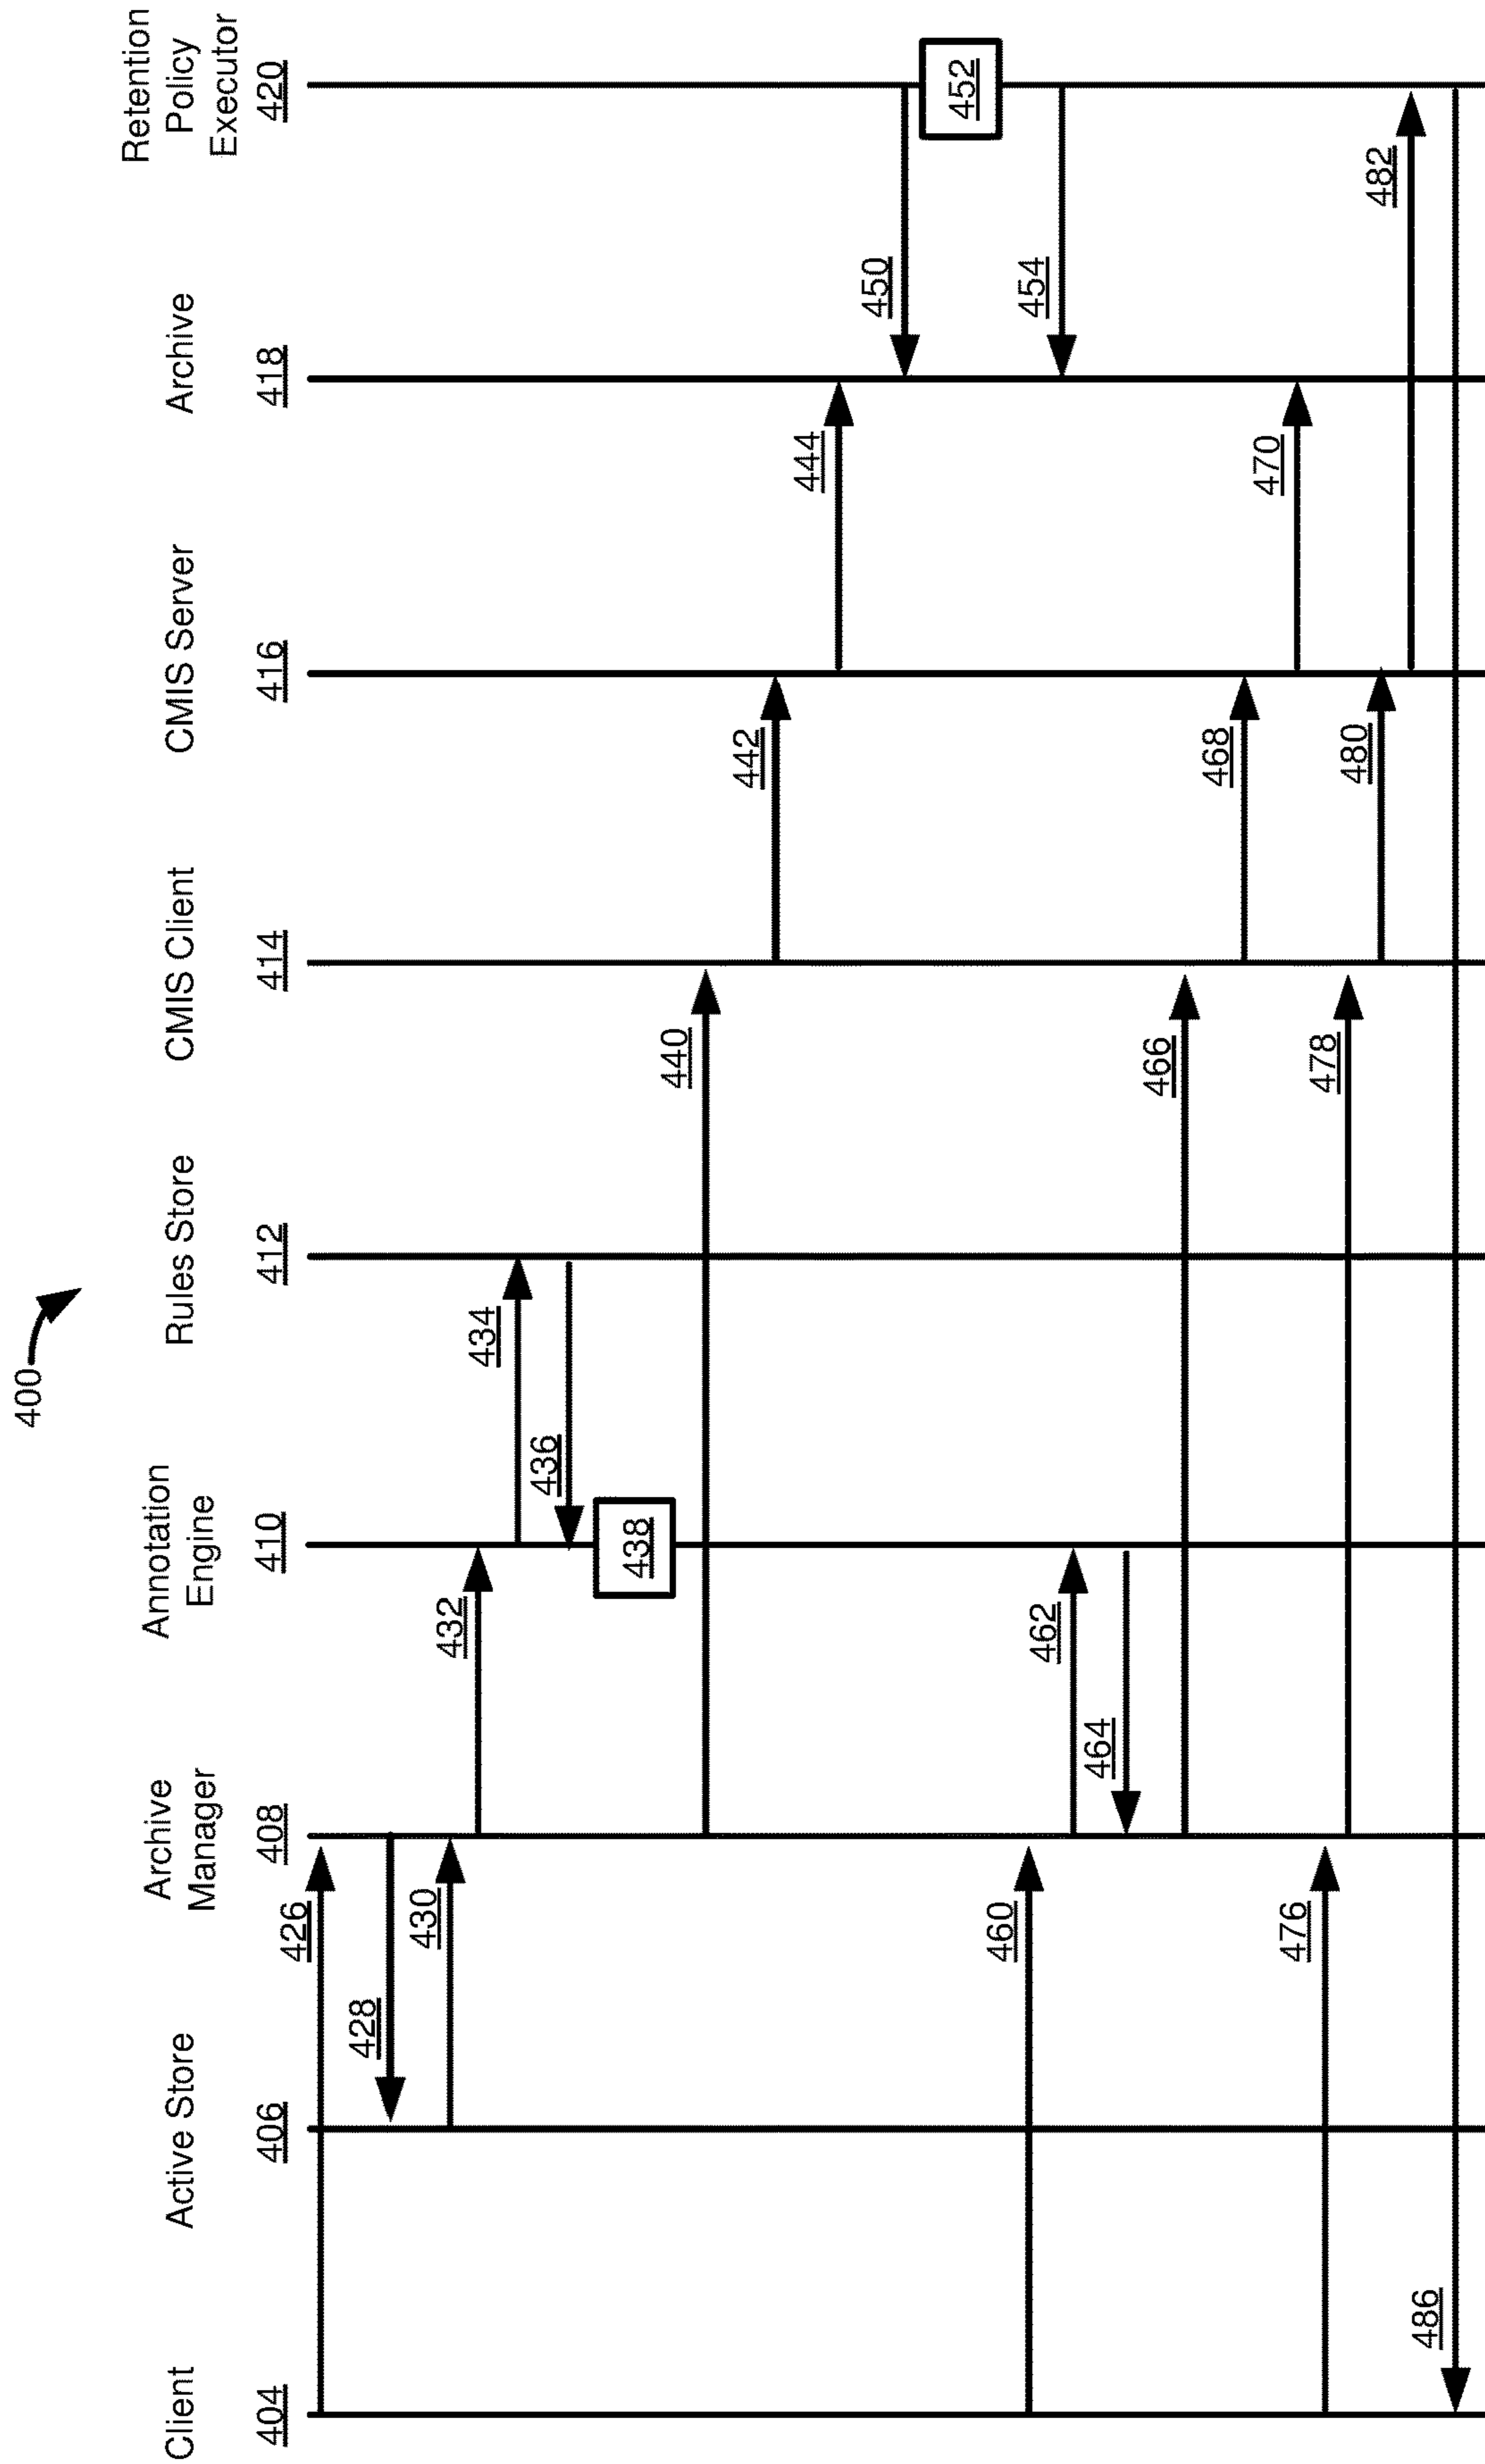 400
Client
Active Store
Archive
Manager
Annotation
Engine
Rules Store
CMIS Client
CMIS Server
Archive
Retention
Policy
Executor
404
406
408
410
412
414
416
418
420
426
428
430
432
434
436
438
440
442
444
450
452
454
460
462
464
466
468
470
476
478
480
482
486